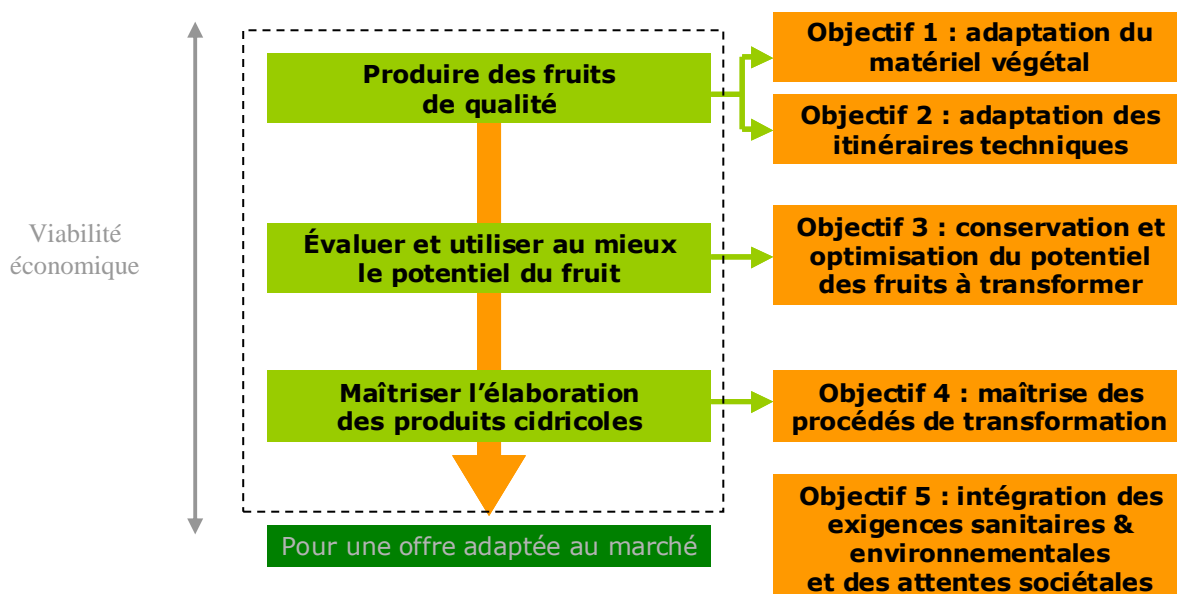 Produire des fruits
de qualité
Objectif 1 : adaptation du
matériel végétal
Objectif 2 : adaptation des
itinéraires techniques
Viabilité
économique
Évaluer et utiliser au mieux
le potentiel du fruit
Objectif 3 : conservation et
optimisation du potentiel
des fruits à transformer
Maîtriser l’élaboration
des produits cidricoles
Objectif 4 : maîtrise des
procédés de transformation
Pour une offre adaptée au marché
Objectif 5 : intégration des
exigences sanitaires &
environnementales
et des attentes sociétales